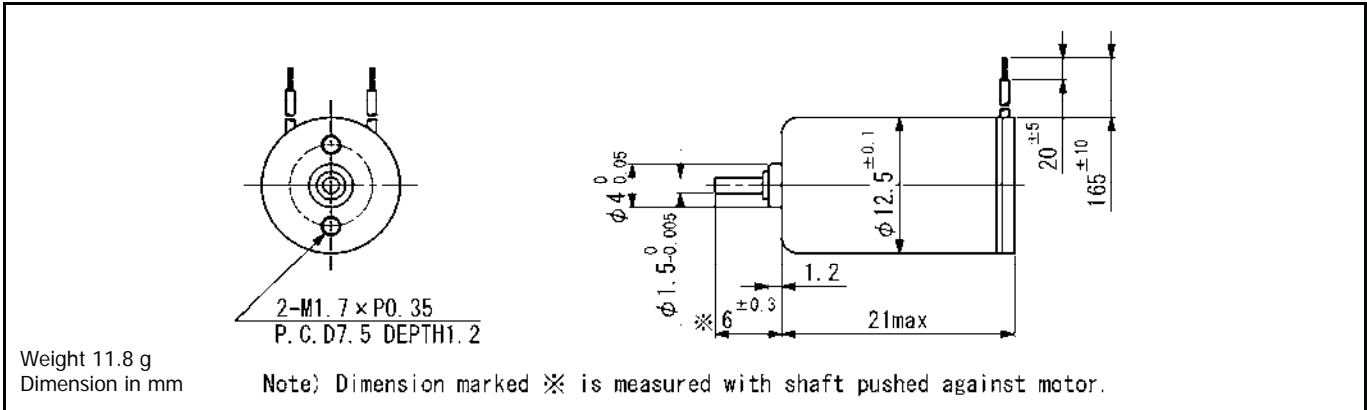 2-M1.7×P0.35
P.C.D7.5 DEPTH1.2
φ4 0 0.05
φ1.5 0 -0.005
※6 ±0.3
1.2
21max
φ12.5 ±0.1
20 ±5
165 ±10
Weight 11.8 g
Dimension in mm
Note) Dimension marked ※ is measured with shaft pushed against motor.